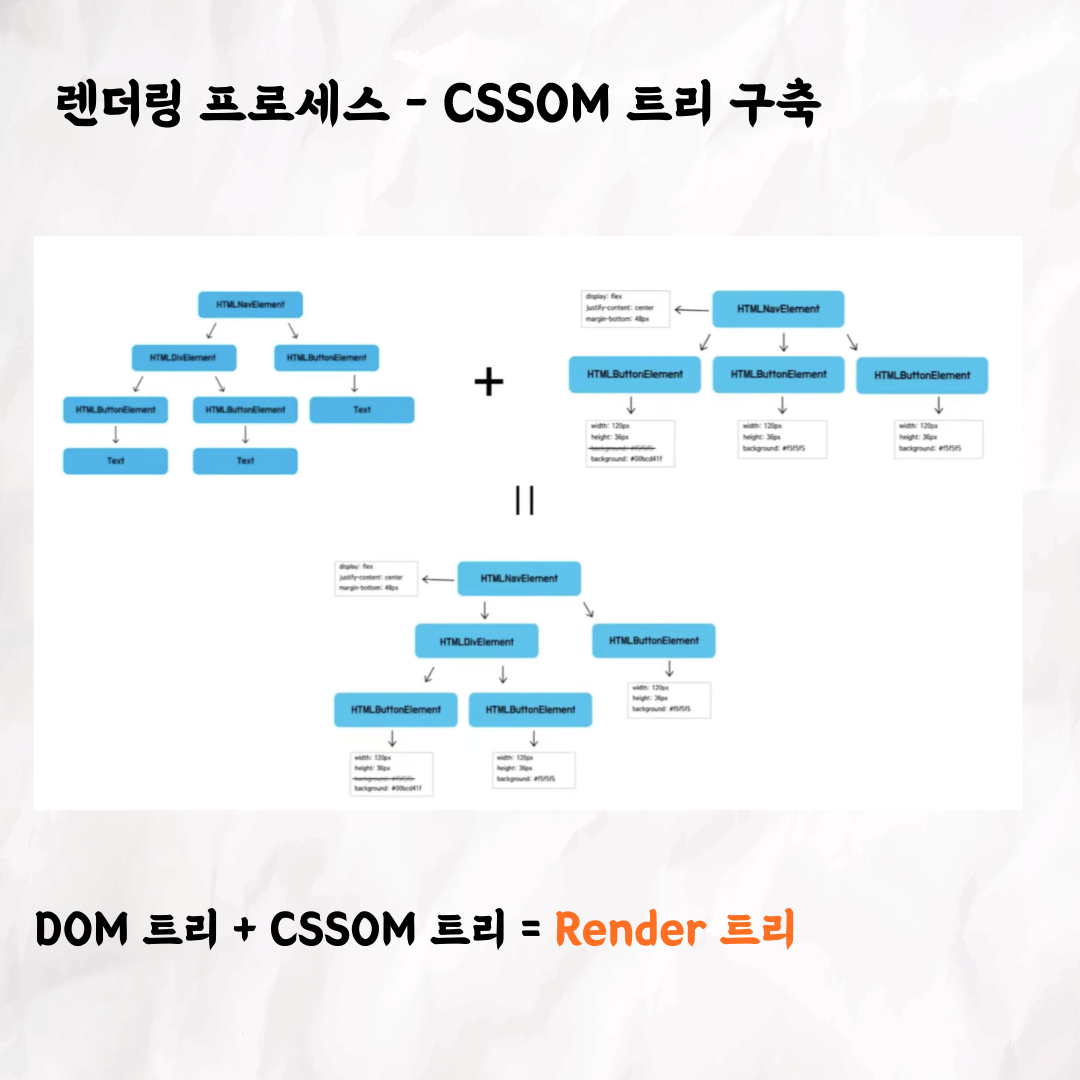 렌더링 프로세스 - CSSOM 트리 구축
HTMLNavElement
HTMLDivElement
HTMLButtonElement
HTMLButtonElement
HTMLButtonElement
Text
Text
Text
+
display: flex
justify-content: center
margin-bottom: 48px
HTMLNavElement
HTMLButtonElement
HTMLButtonElement
HTMLButtonElement
width: 120px
height: 36px
background: #f5f5f5
background: #00bcd41f
width: 120px
height: 36px
background: #f5f5f5
width: 120px
height: 36px
background: #f5f5f5
=
display: flex
justify-content: center
margin-bottom: 48px
HTMLNavElement
HTMLDivElement
HTMLButtonElement
width: 120px
height: 36px
background: #f5f5f5
HTMLButtonElement
HTMLButtonElement
width: 120px
height: 36px
background: #f5f5f5
background: #00bcd41f
width: 120px
height: 36px
background: #f5f5f5
DOM 트리 + CSSOM 트리 = Render 트리